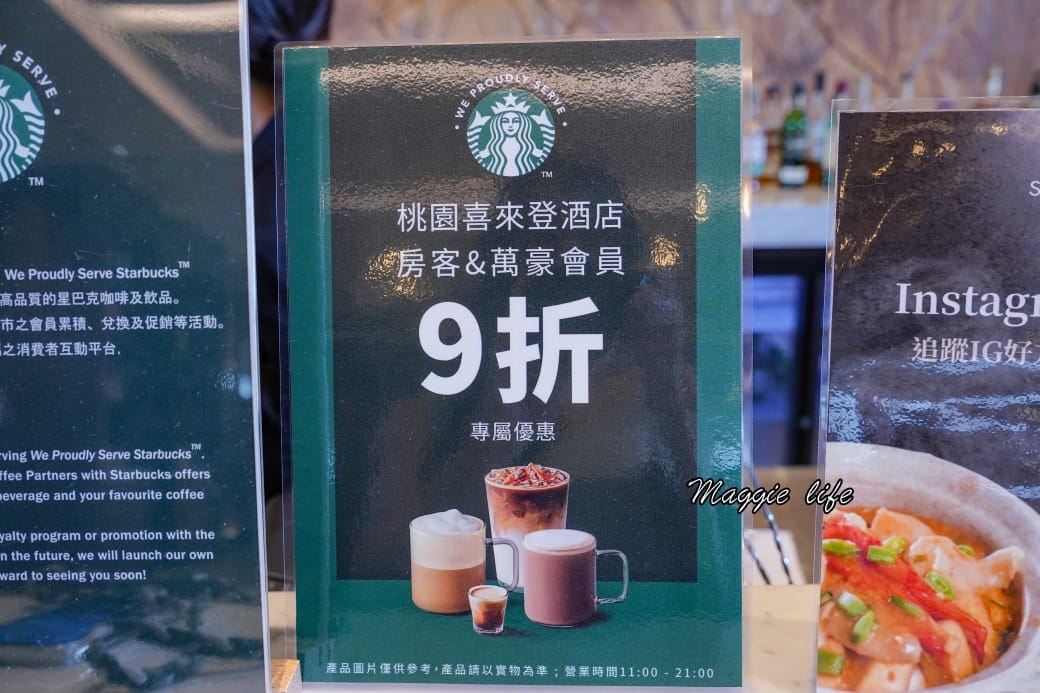 SERVE
TM
We Proudly Serve Starbucks™
高品質的星巴克咖啡及飲品。
市之會員累積、兌換及促銷等活動。
之消費者互動平台.
We Proudly Serve Starbucks™.
Partners with Starbucks offers
beverage and your favourite coffee
program or promotion with the
in the future, we will launch our own
to seeing you soon!
• WE PROUDLY SERVE •
TM
桃園喜來登酒店
房客&萬豪會員
9折
專屬優惠
產品圖片僅供參考，產品請以實物為準；營業時間11:00 - 21:00
Maggie life
S
Instag
追蹤IG好